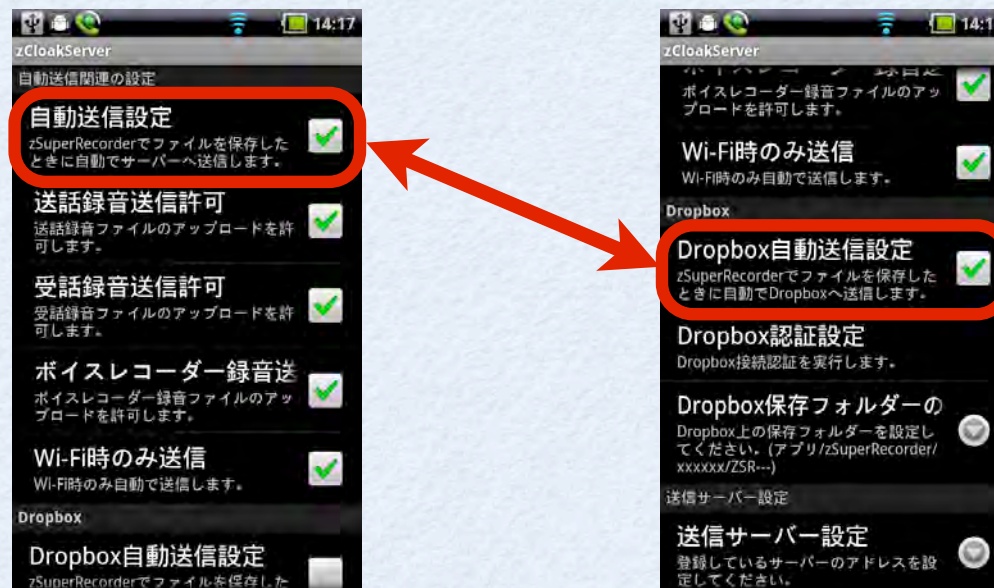 14:17
zCloakServer
自動送信関連の設定
自動送信設定
zSuperRecorderでファイルを保存した
ときに自動でサーバーへ送信します。
送話録音送信許可
送話録音ファイルのアップロードを許
可します。
受話録音送信許可
受話録音ファイルのアップロードを許
可します。
ボイスレコーダー録音送
ボイスレコーダー録音ファイルのアッ
プロードを許可します。
Wi-Fi時のみ送信
Wi-Fi時のみ自動で送信します。
Dropbox
Dropbox自動送信設定
zSuperRecorderでファイルを保存した
14:1
zCloakServer
ボイスレコーダー録音ファイルのアッ
プロードを許可します。
Wi-Fi時のみ送信
Wi-Fi時のみ自動で送信します。
Dropbox
Dropbox自動送信設定
zSuperRecorderでファイルを保存した
ときに自動でDropboxへ送信します。
Dropbox認証設定
Dropbox接続認証を実行します。
Dropbox保存フォルダーの
Dropbox上の保存フォルダーを設定し
てください。(アプリ/zSuperRecorder/
xxxxxx/ZSR---)
送信サーバー設定
送信サーバー設定
登録しているサーバーのアドレスを設
定してください。